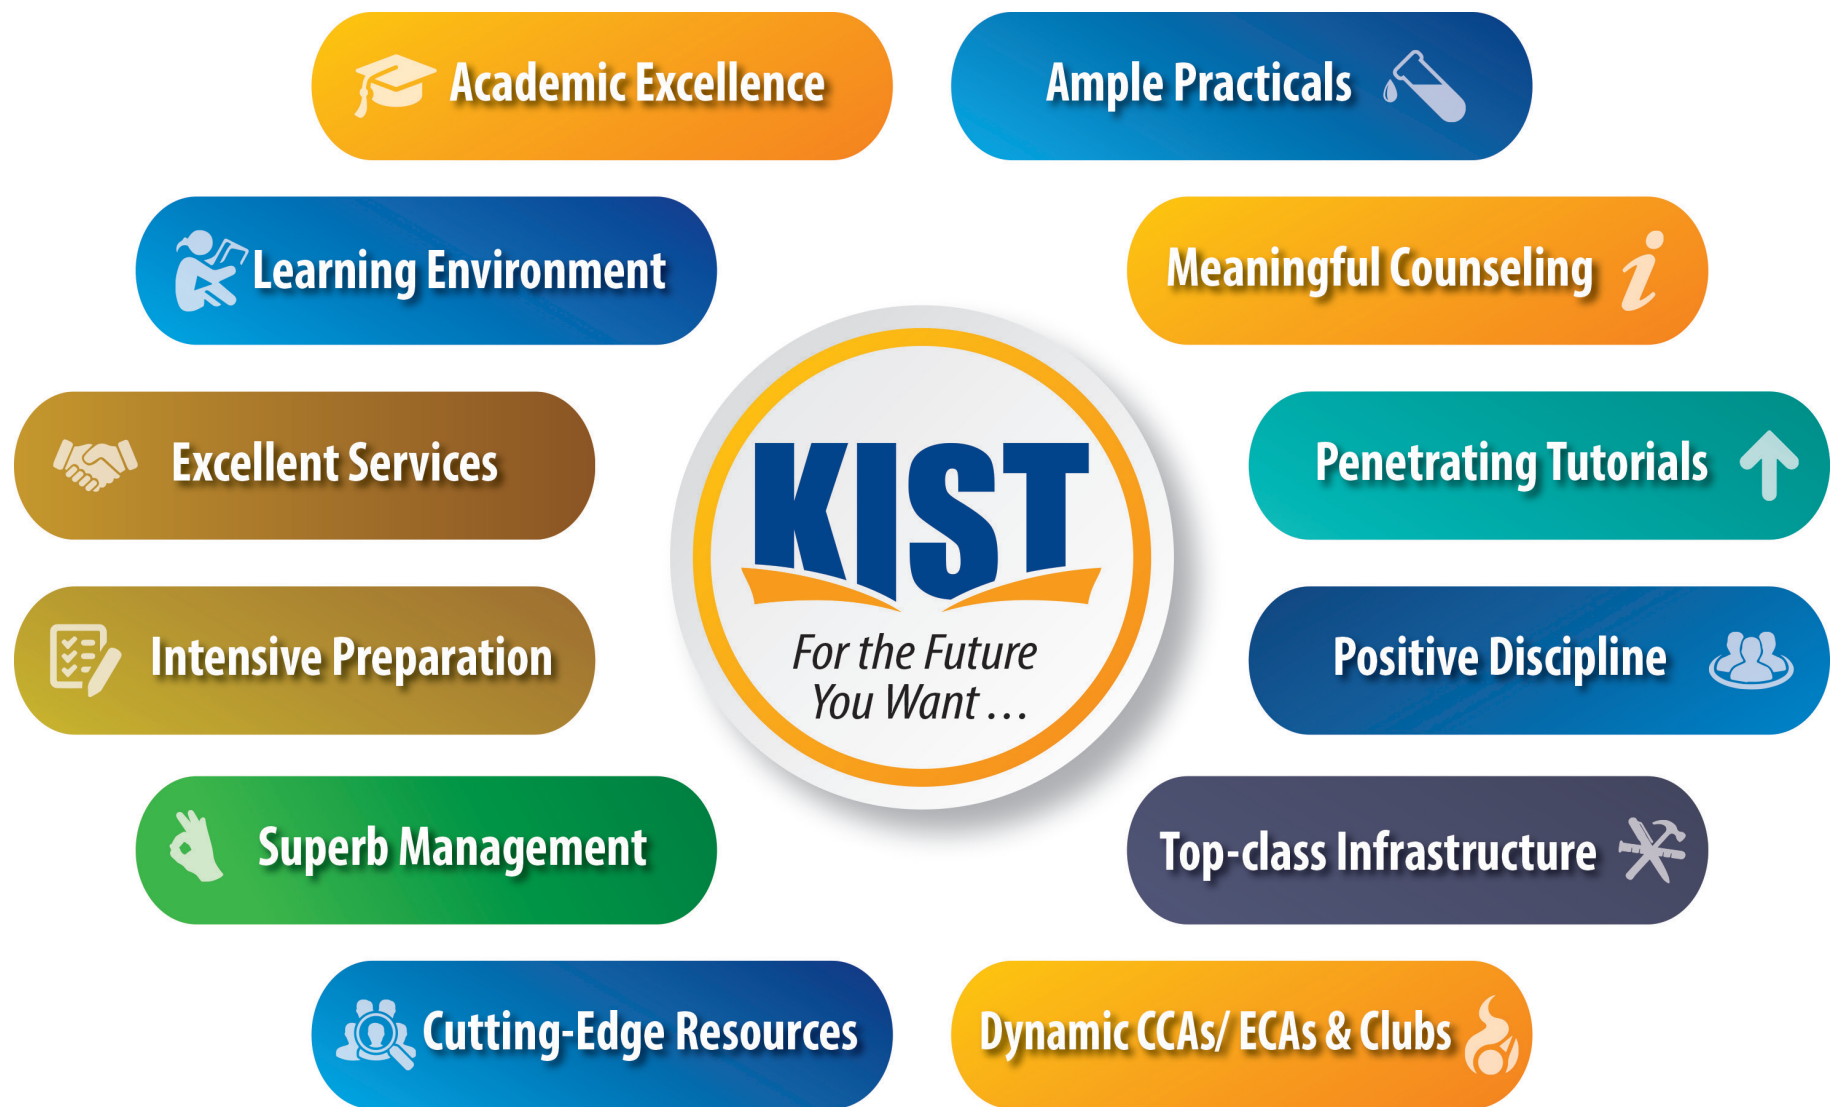 Academic Excellence
Ample Practicals
Learning Environment
Meaningful Counseling
Excellent Services
Penetrating Tutorials
KIST
For the Future
You Want ...
Intensive Preparation
Positive Discipline
Superb Management
Top-class Infrastructure
Cutting-Edge Resources
Dynamic CCAs/ ECAs & Clubs